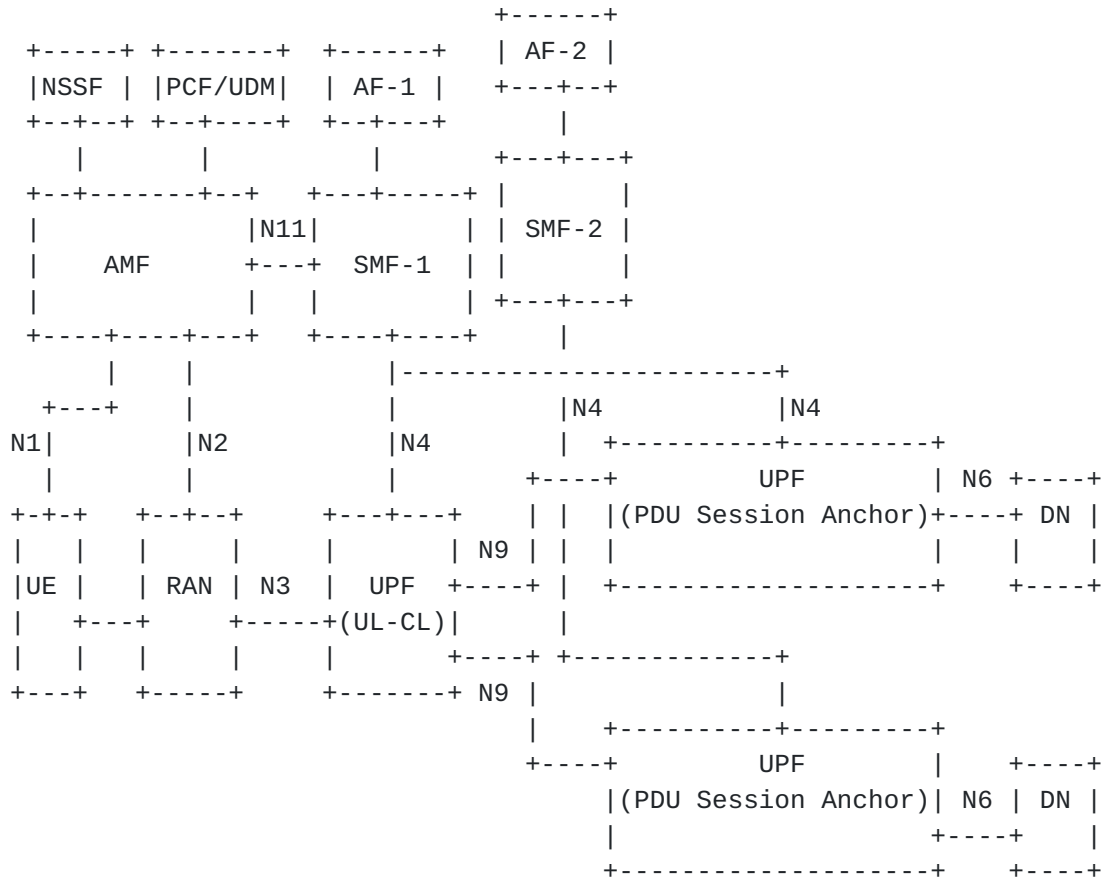 +------+
 +-----+ +-------+  +------+   | AF-2 |
 |NSSF | |PCF/UDM|  | AF-1 |   +---+--+
 +--+--+ +--+----+  +--+---+       |
    |       |          |       +---+---+
 +--+-------+--+   +---+-----+ |       |
 |             |N11|         | | SMF-2 |
 |    AMF      +---+  SMF-1  | |       |
 |             |   |         | +---+---+
 +----+----+---+   +----+----+     |
      |    |            |------------------------+
  +---+    |            |          |N4           |N4
N1|        |N2          |N4        |  +----------+---------+
  |        |            |        +----+         UPF        | N6 +----+
+-+-+   +--+--+     +---+---+    | |  |(PDU Session Anchor)+----+ DN |
|   |   |     |     |       | N9 | |  |                    |    |    |
|UE |   | RAN | N3  |  UPF  +----+ |  +--------------------+    +----+
|   +---+     +-----+(UL-CL)|      |
|   |   |     |     |       +----+ +-------------+
+---+   +-----+     +-------+ N9 |               |
                                 |    +----------+---------+
                                 +----+         UPF        |    +----+
                                      |(PDU Session Anchor)| N6 | DN |
                                      |                    +----+    |
                                      +--------------------+    +----+